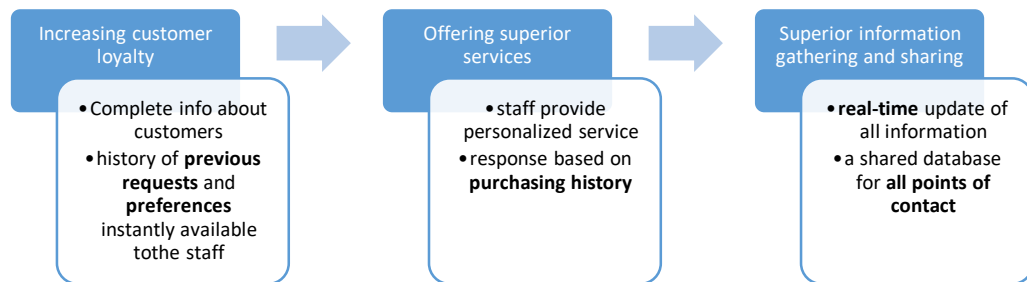 Increasing customer
loyalty
•Complete info about
customers
•history of previous
requests and
preferences
instantly available
tothe staff
Offering superior
services
•staff provide
personalized service
•response based on
purchasing history
Superior information
gathering and sharing
•real-time update of
all information
•a shared database
for all points of
contact